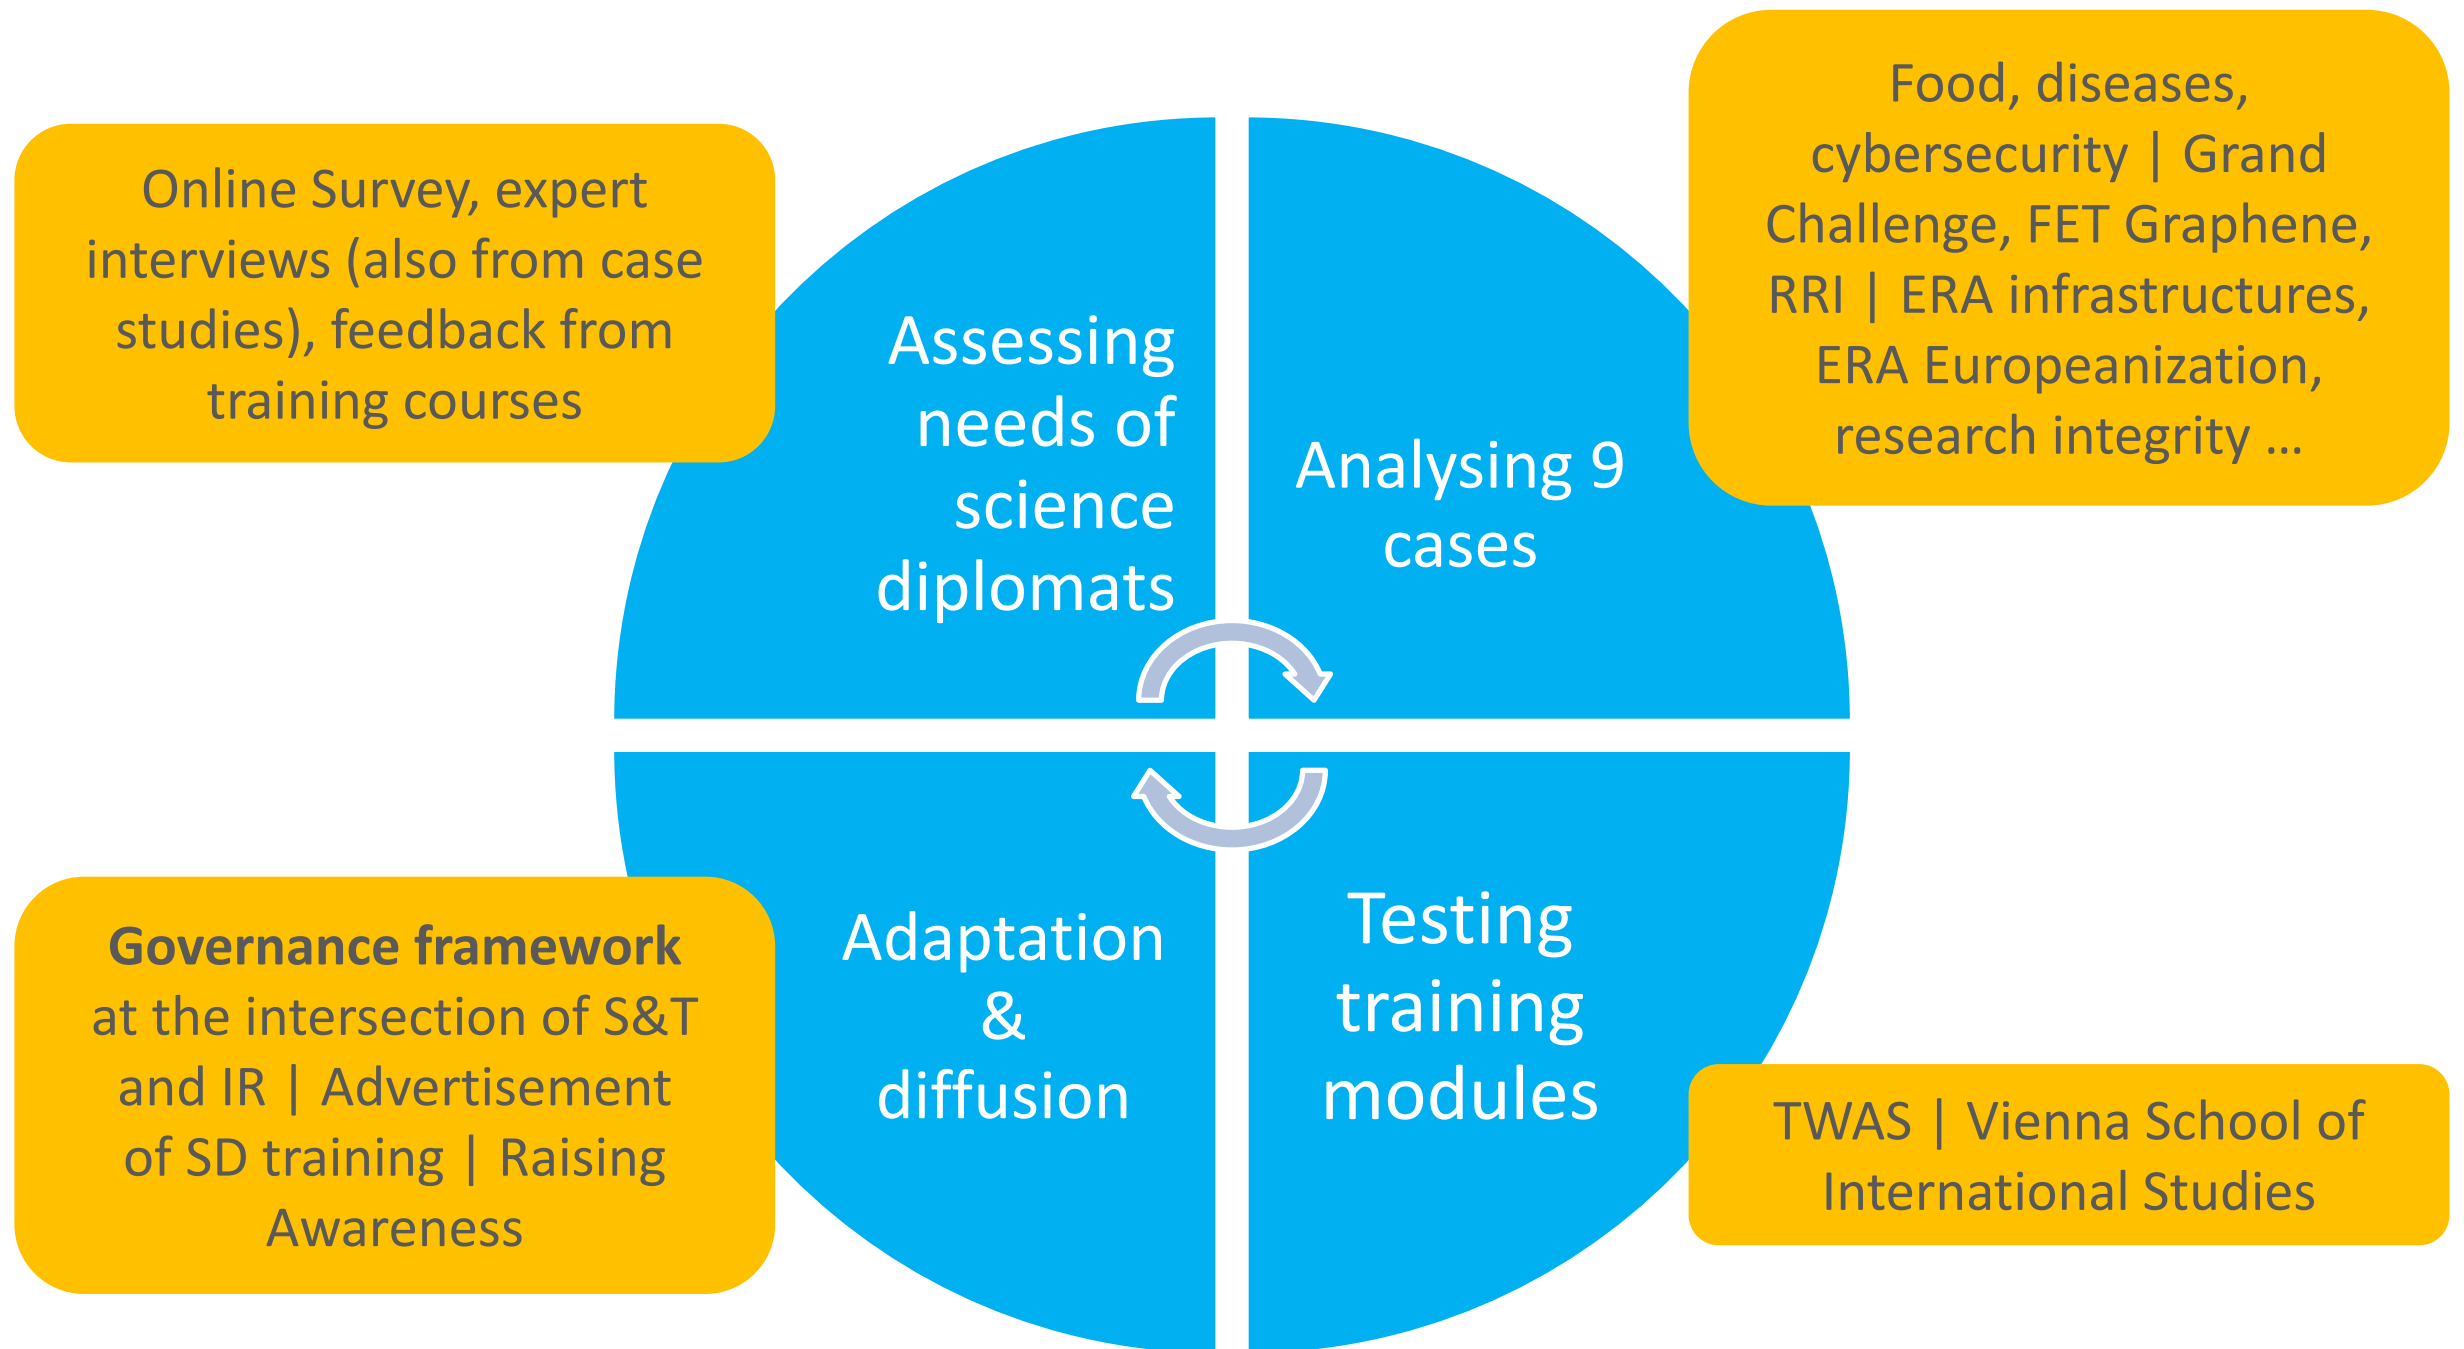 Online Survey, expert
interviews (also from case
studies), feedback from
training courses
Assessing
needs of
science
diplomats
Analysing 9
cases
Food, diseases,
cybersecurity | Grand
Challenge, FET Graphene,
RRI | ERA infrastructures,
ERA Europeanization,
research integrity ...
Governance framework
at the intersection of S&T
and IR | Advertisement
of SD training | Raising
Awareness
Adaptation
&
diffusion
Testing
training
modules
TWAS | Vienna School of
International Studies